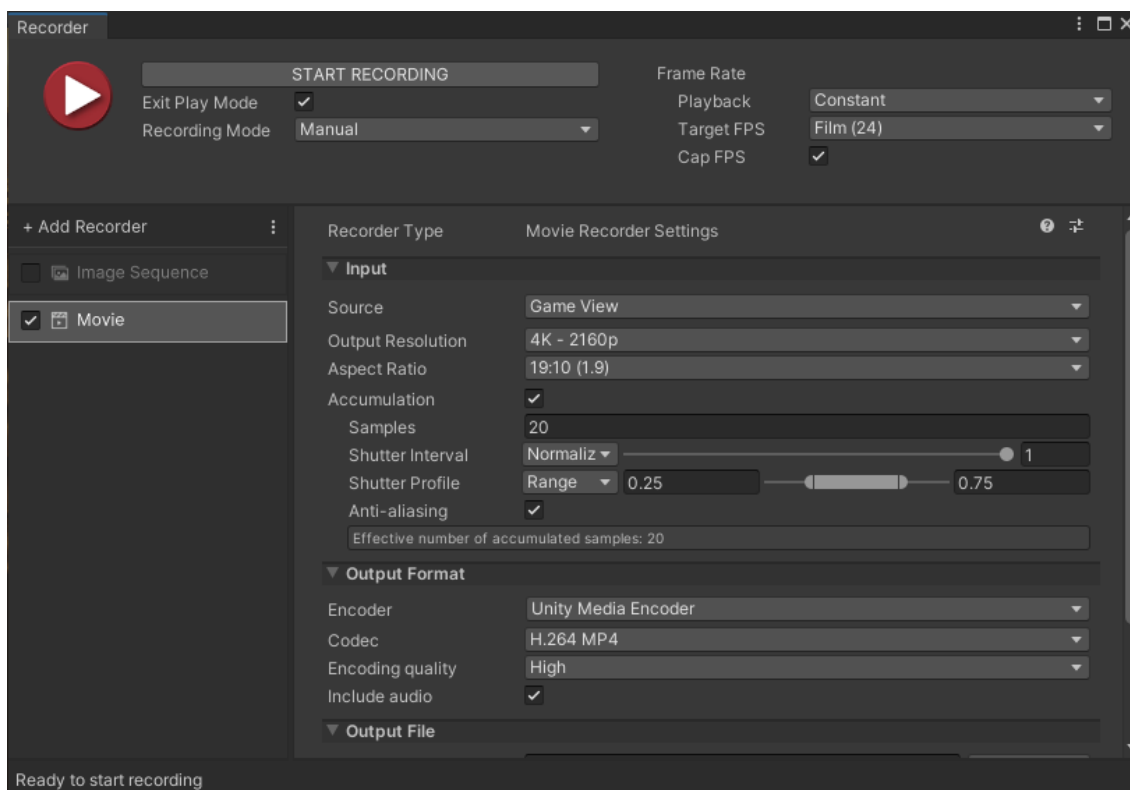 Recorder
START RECORDING
Exit Play Mode
Recording Mode Manual
Frame Rate
Playback Constant
Target FPS Film (24)
Cap FPS
+ Add Recorder
Image Sequence
Movie
Recorder Type Movie Recorder Settings
Input
Source Game View
Output Resolution 4K - 2160p
Aspect Ratio 19:10 (1.9)
Accumulation
Samples 20
Shutter Interval Normaliz 1
Shutter Profile Range 0.25 0.75
Anti-aliasing
Effective number of accumulated samples: 20
Output Format
Encoder Unity Media Encoder
Codec H.264 MP4
Encoding quality High
Include audio
Output File
Ready to start recording